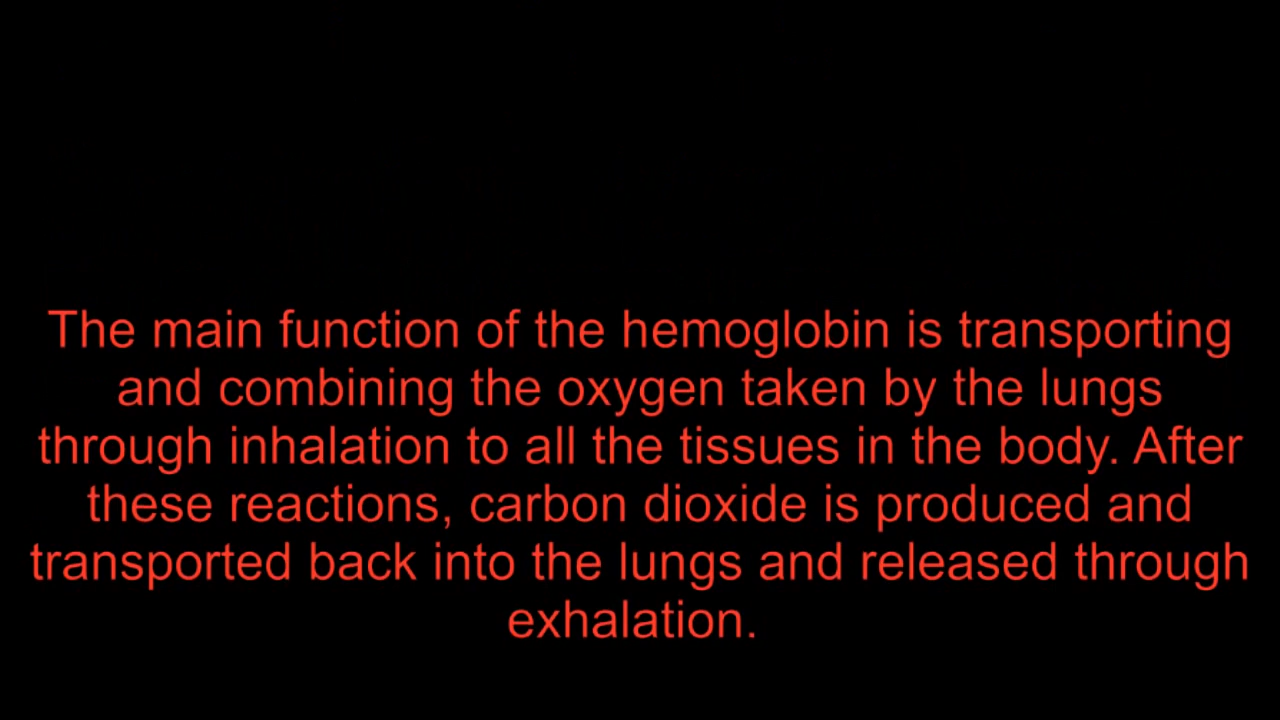 The main function of the hemoglobin is transporting
and combining the oxygen taken by the lungs
through inhalation to all the tissues in the body. After
these reactions, carbon dioxide is produced and
transported back into the lungs and released through
exhalation.